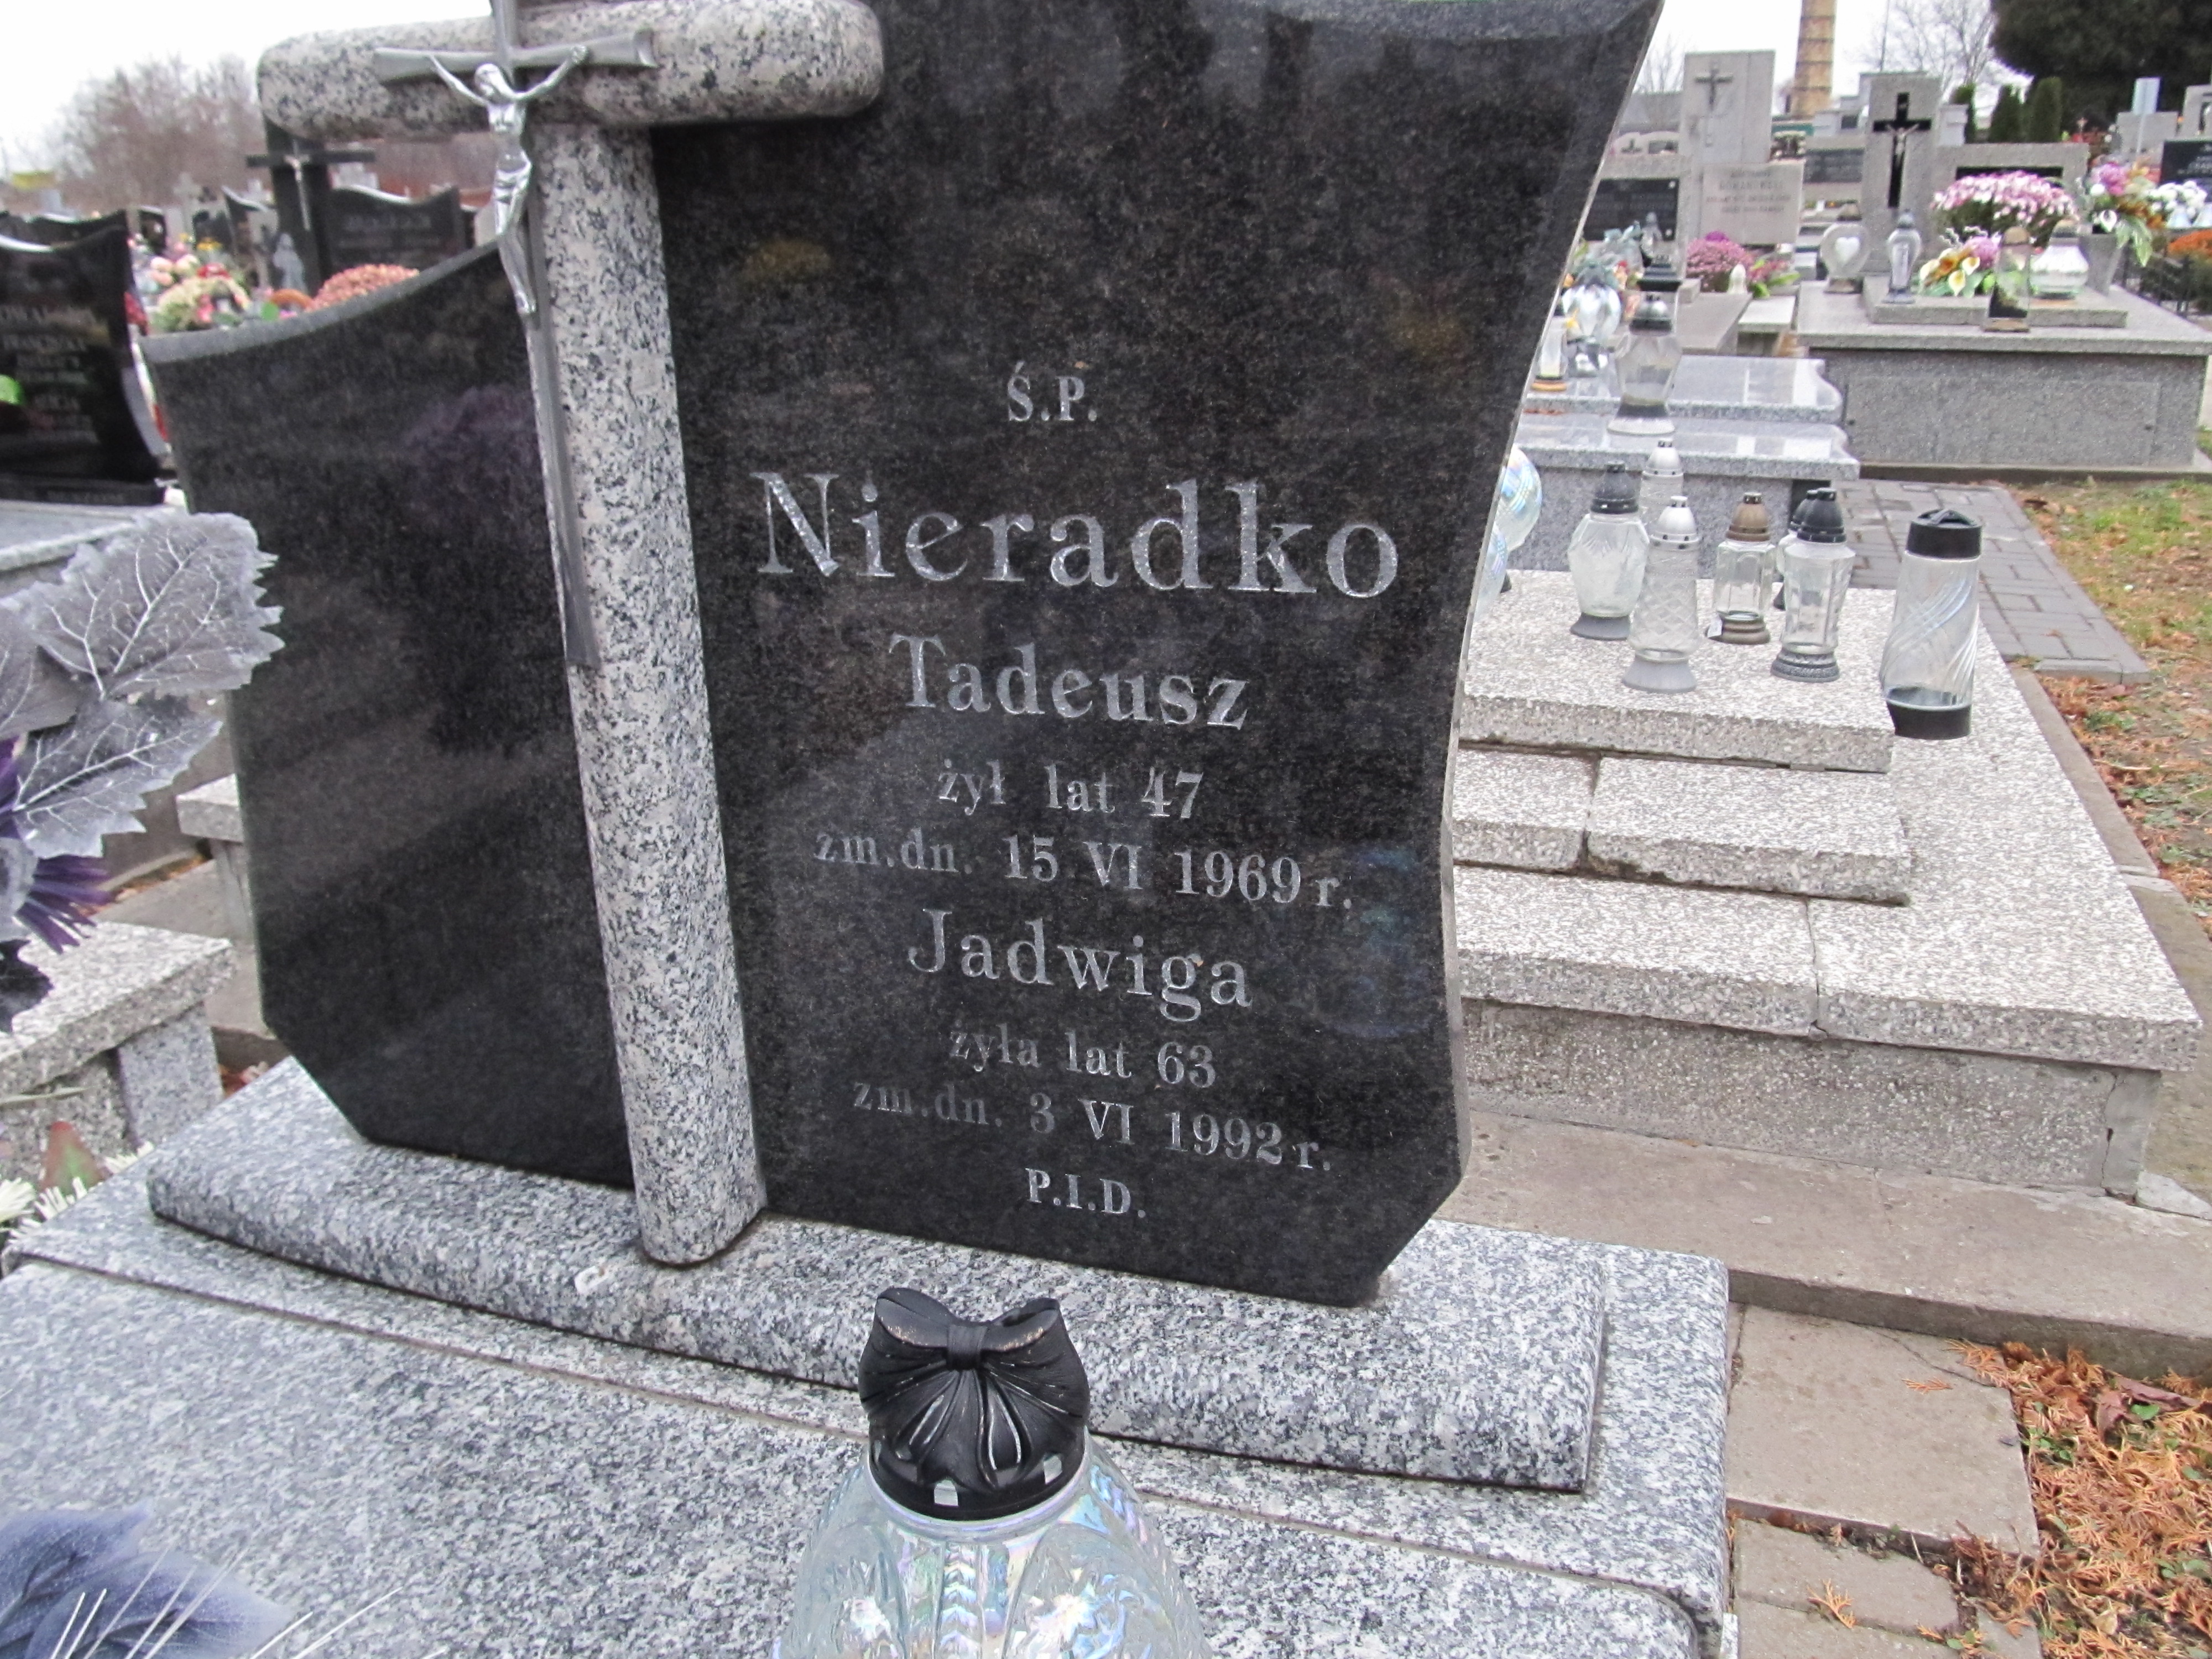 Ś.P.
Nieradko
Tadeusz
żył lat 47
zm.dn. 15 VI 1969 r.
Jadwiga
żyła lat 63
zm.dn. 3 VI 1992 r.
P.I.D.